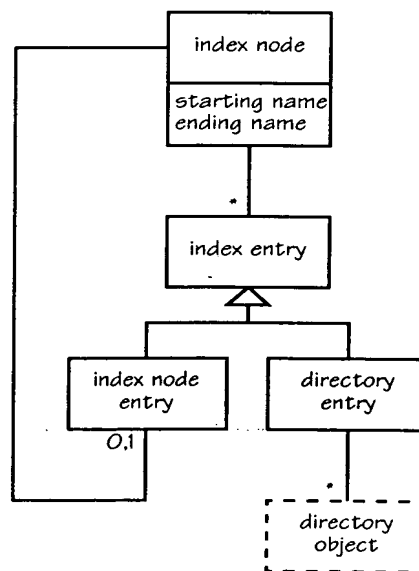 index node
starting name
ending name
*
index entry
index node
entry
directory
entry
0,1
*
directory
object